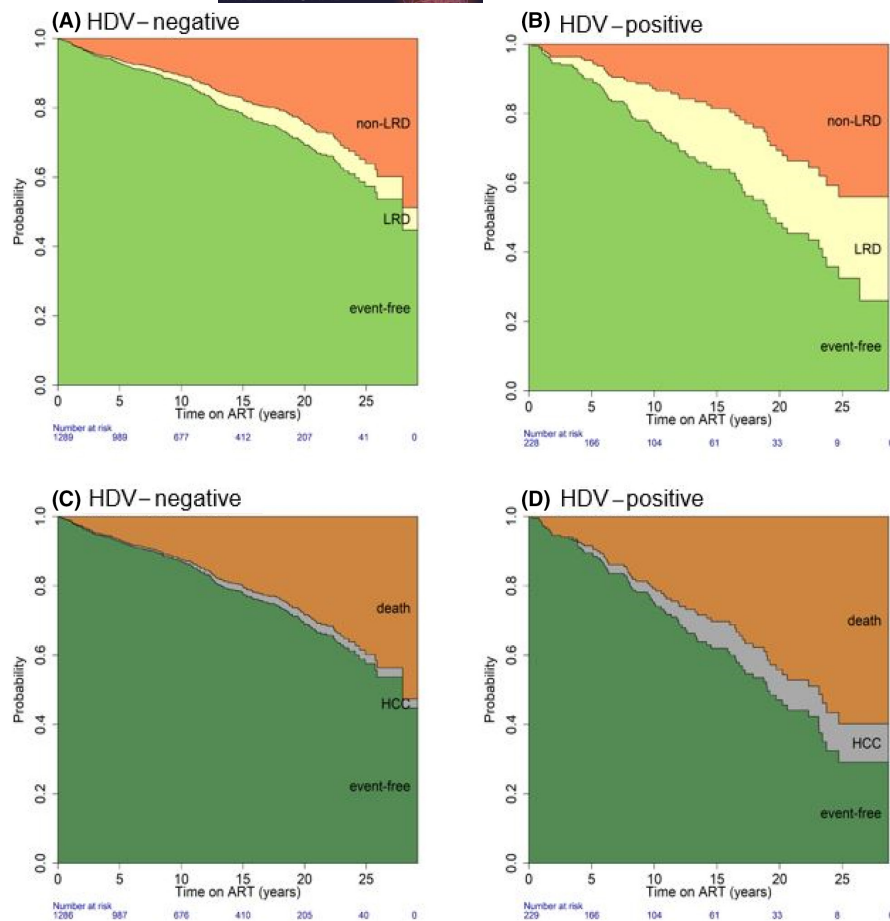 (A) HDV-negative
1.0
0.8
0.6
0.4
0.2
0.0
Probability
non-LRD
LRD
event-free
0 5 10 15 20 25
Time on ART (years)
Number at risk
1289 989 677 412 207 41 0
(B) HDV-positive
1.0
0.8
0.6
0.4
0.2
0.0
Probability
non-LRD
LRD
event-free
0 5 10 15 20 25
Time on ART (years)
Number at risk
228 166 104 61 33 9
(C) HDV-negative
1.0
0.8
0.6
0.4
0.2
0.0
Probability
death
HCC
event-free
0 5 10 15 20 25
Time on ART (years)
Number at risk
1286 987 676 410 205 40 0
(D) HDV-positive
1.0
0.8
0.6
0.4
0.2
0.0
Probability
death
HCC
event-free
0 5 10 15 20 25
Time on ART (years)
Number at risk
229 166 104 61 33 8